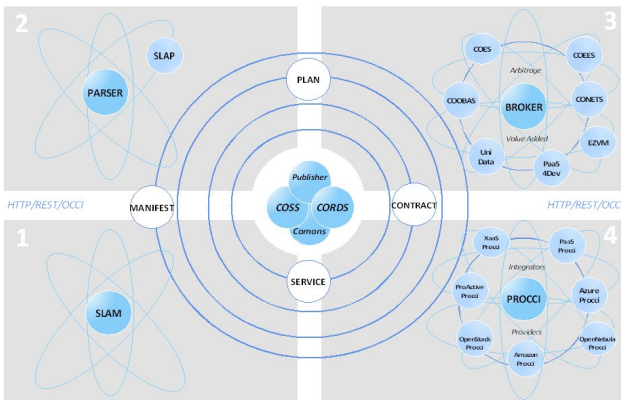 2
SLAP
PARSER
PLAN
3
COES
COEES
Arbitrage
COOBAS
BROKER
CONETS
Value Added
EZVM
Uni
Data
PaaS
4Dev
HTTP/REST/OCCI
MANIFEST
Publisher
COSS
CORDS
Comons
CONTRACT
HTTP/REST/OCC
1
SLAM
SERVICE
4
XaaS
Procci
PaaS
Procci
Integrators
ProActive
Procci
PROCCI
Azure
Procci
Providers
OpenStack
Procci
Amazon
Procci
OpenNebula
Procci